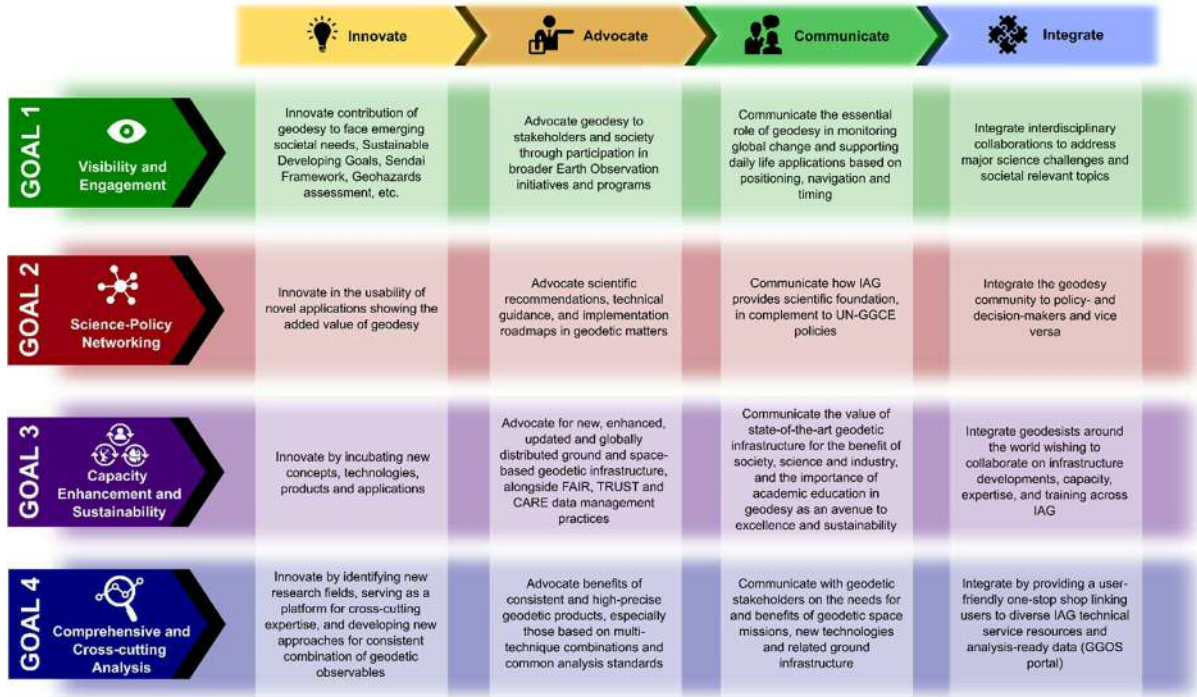 Innovate
Advocate
Communicate
Integrate
GOAL 1
Visibility and
Engagement
Innovate contribution of
geodesy to face emerging
societal needs, Sustainable
Developing Goals, Sendai
Framework, Geohazards
assessment, etc.
Advocate geodesy to
stakeholders and society
through participation in
broader Earth Observation
initiatives and programs
Communicate the essential
role of geodesy in monitoring
global change and supporting
daily life applications based on
positioning, navigation and
timing
Integrate interdisciplinary
collaborations to address
major science challenges and
societal relevant topics
GOAL 2
Science-Policy
Networking
Innovate in the usability of
novel applications showing the
added value of geodesy
Advocate scientific
recommendations, technical
guidance, and implementation
roadmaps in geodetic matters
Communicate how IAG
provides scientific foundation,
in complement to UN-GGCE
policies
Integrate the geodesy
community to policy- and
decision-makers and vice
versa
GOAL 3
Capacity
Enhancement and
Sustainability
Innovate by incubating new
concepts, technologies,
products and applications
Advocate for new, enhanced,
updated and globally
distributed ground and space-
based geodetic infrastructure,
alongside FAIR, TRUST and
CARE data management
practices
Communicate the value of
state-of-the-art geodetic
infrastructure for the benefit of
society, science and industry,
and the importance of
academic education in
geodesy as an avenue to
excellence and sustainability
Integrate geodesists around
the world wishing to
collaborate on infrastructure
developments, capacity,
expertise, and training across
IAG
GOAL 4
Comprehensive and
Cross-cutting
Analysis
Innovate by identifying new
research fields, serving as a
platform for cross-cutting
expertise, and developing new
approaches for consistent
combination of geodetic
observables
Advocate benefits of
consistent and high-precise
geodetic products, especially
those based on multi-
technique combinations and
common analysis standards
Communicate with geodetic
stakeholders on the needs for
and benefits of geodetic space
missions, new technologies
and related ground
infrastructure
Integrate by providing a user-
friendly one-stop shop linking
users to diverse IAG technical
service resources and
analysis-ready data (GGOS
portal)